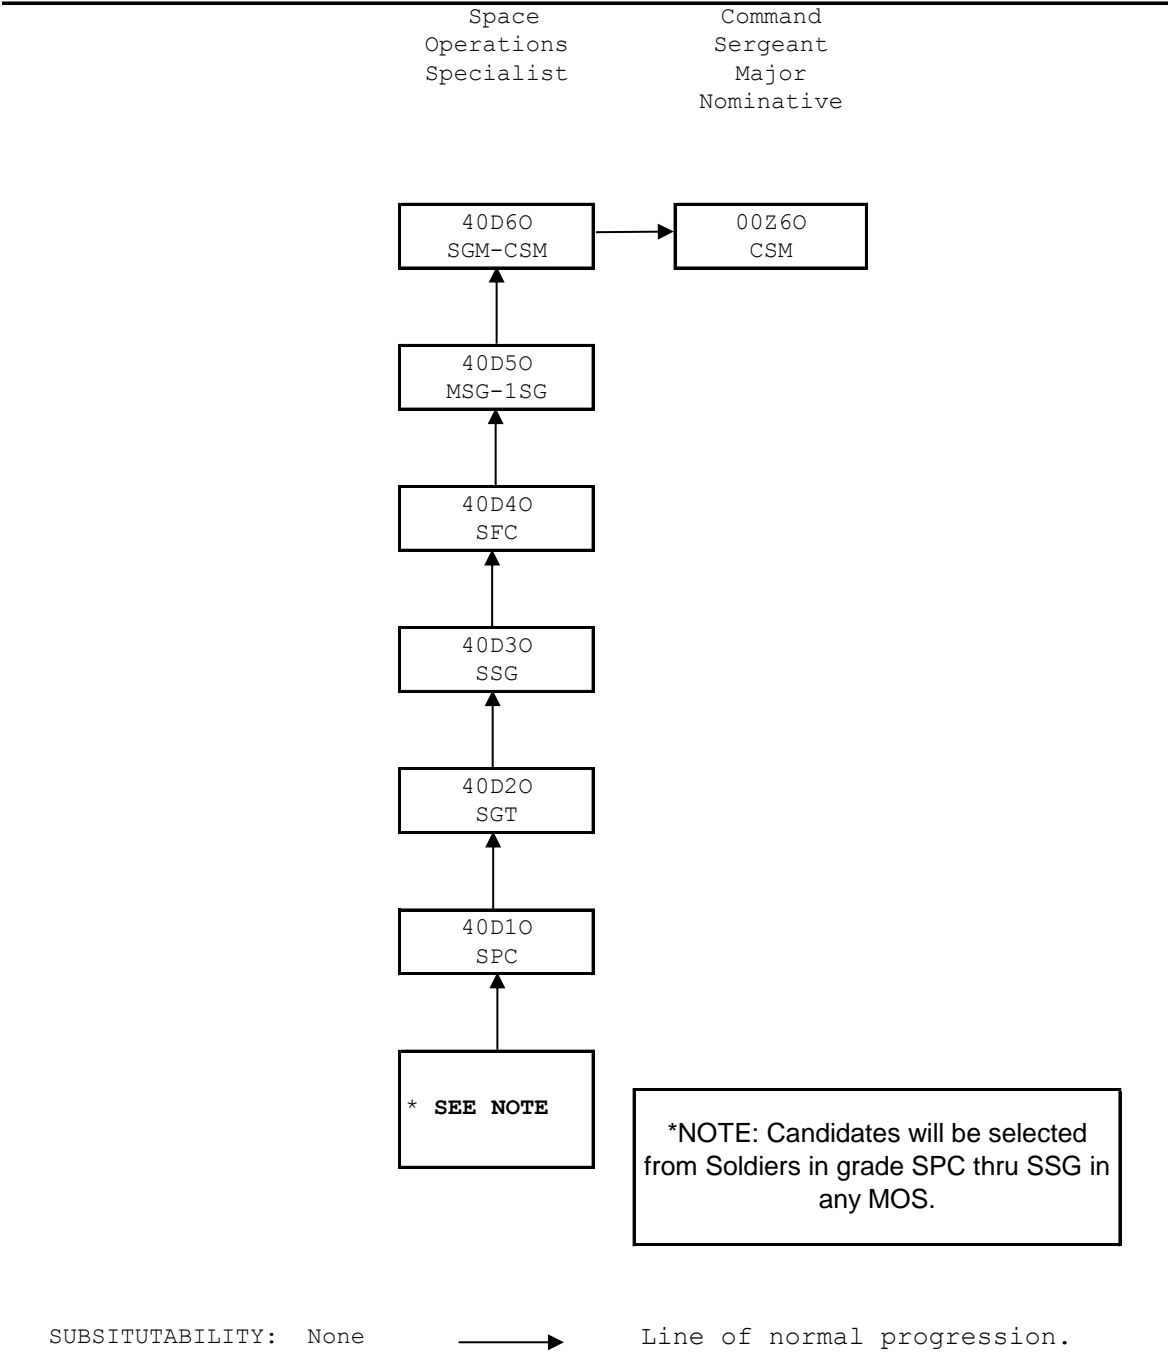 Space
Operations
Specialist
Command
Sergeant
Major
Nominative
40D6O
SGM-CSM
00Z6O
CSM
40D5O
MSG-1SG
40D4O
SFC
40D3O
SSG
40D2O
SGT
40D1O
SPC
* SEE NOTE
*NOTE: Candidates will be selected
from Soldiers in grade SPC thru SSG in
any MOS.
SUBSITUTABILITY: None
Line of normal progression.